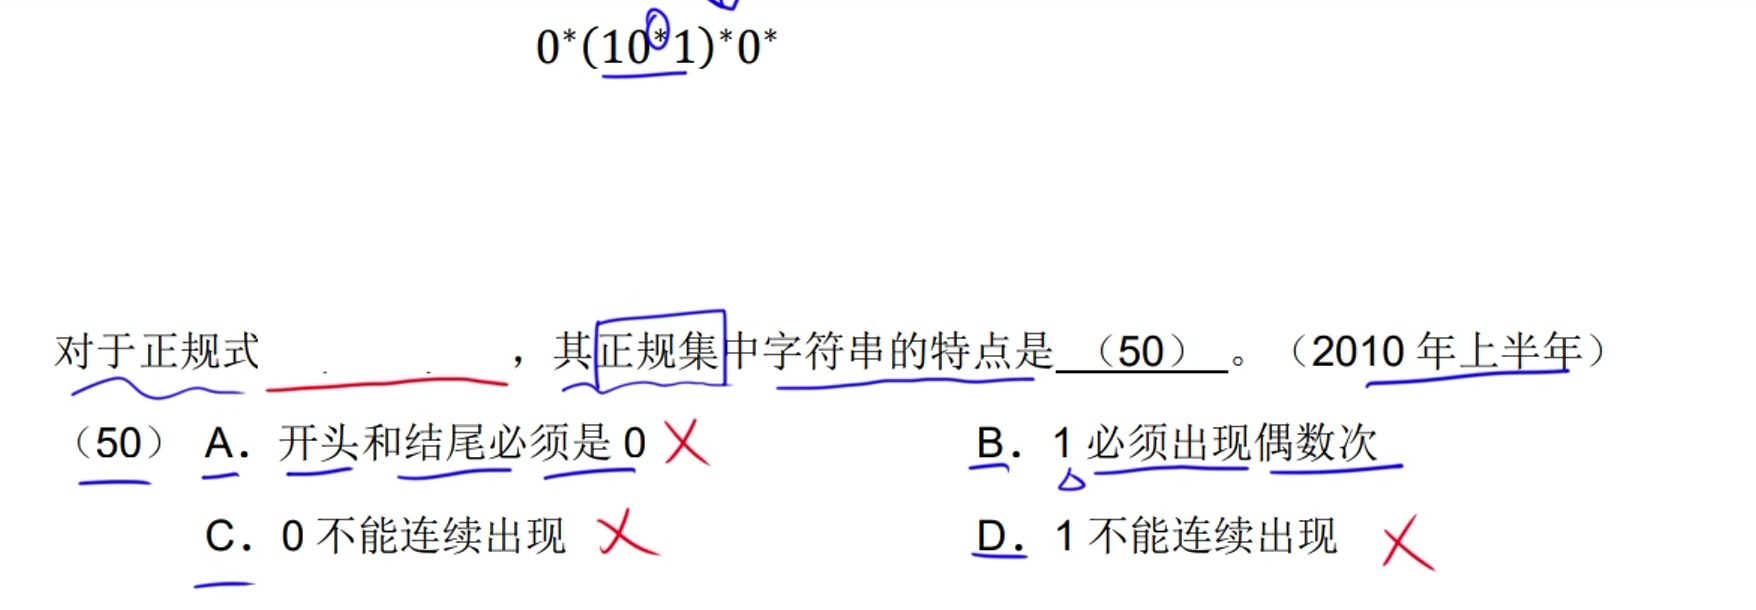 0*(10*1)*0*
对于正规式 ，其正规集中字符串的特点是 （50） 。（2010 年上半年）
（50） A．开头和结尾必须是 0 B．1 必须出现偶数次
C．0 不能连续出现 D．1 不能连续出现